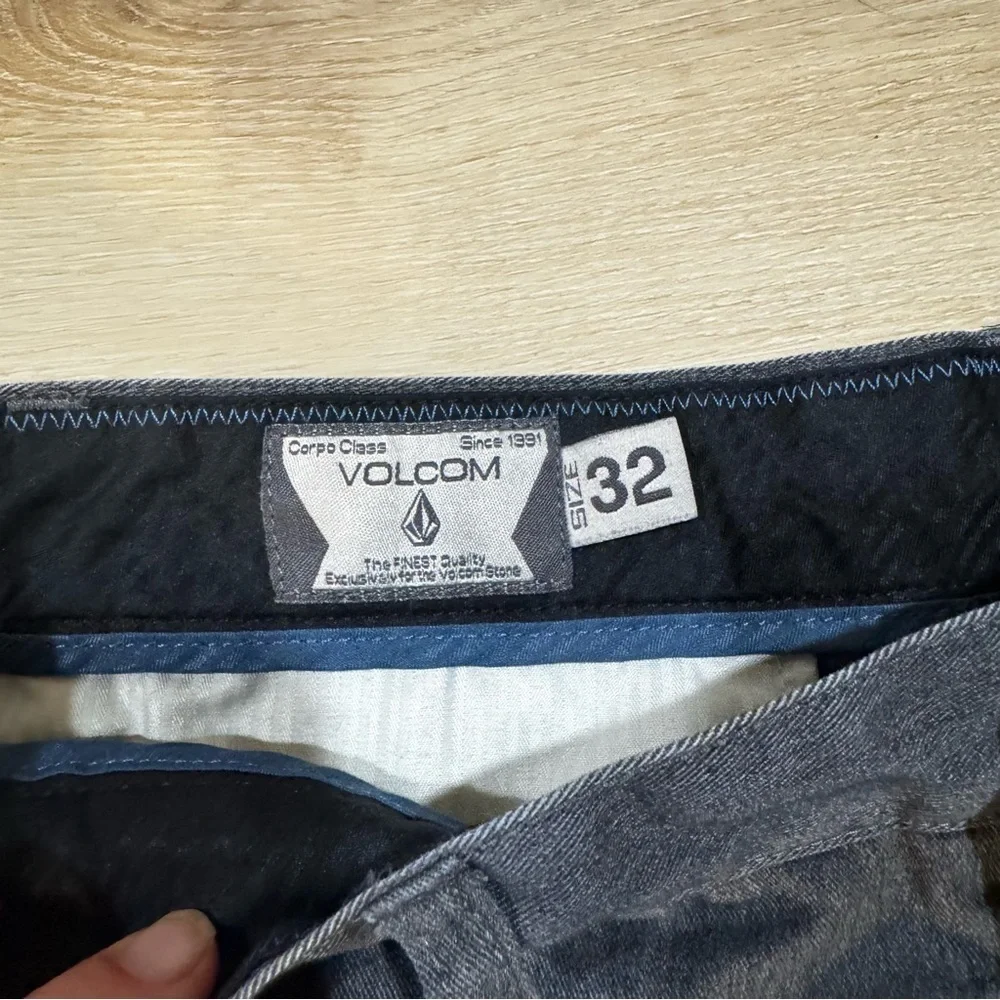 Corpo Class Since 1991
VOLCOM
The FINEST Quality
Exclusively for the Volcom Stone
SIZE 32